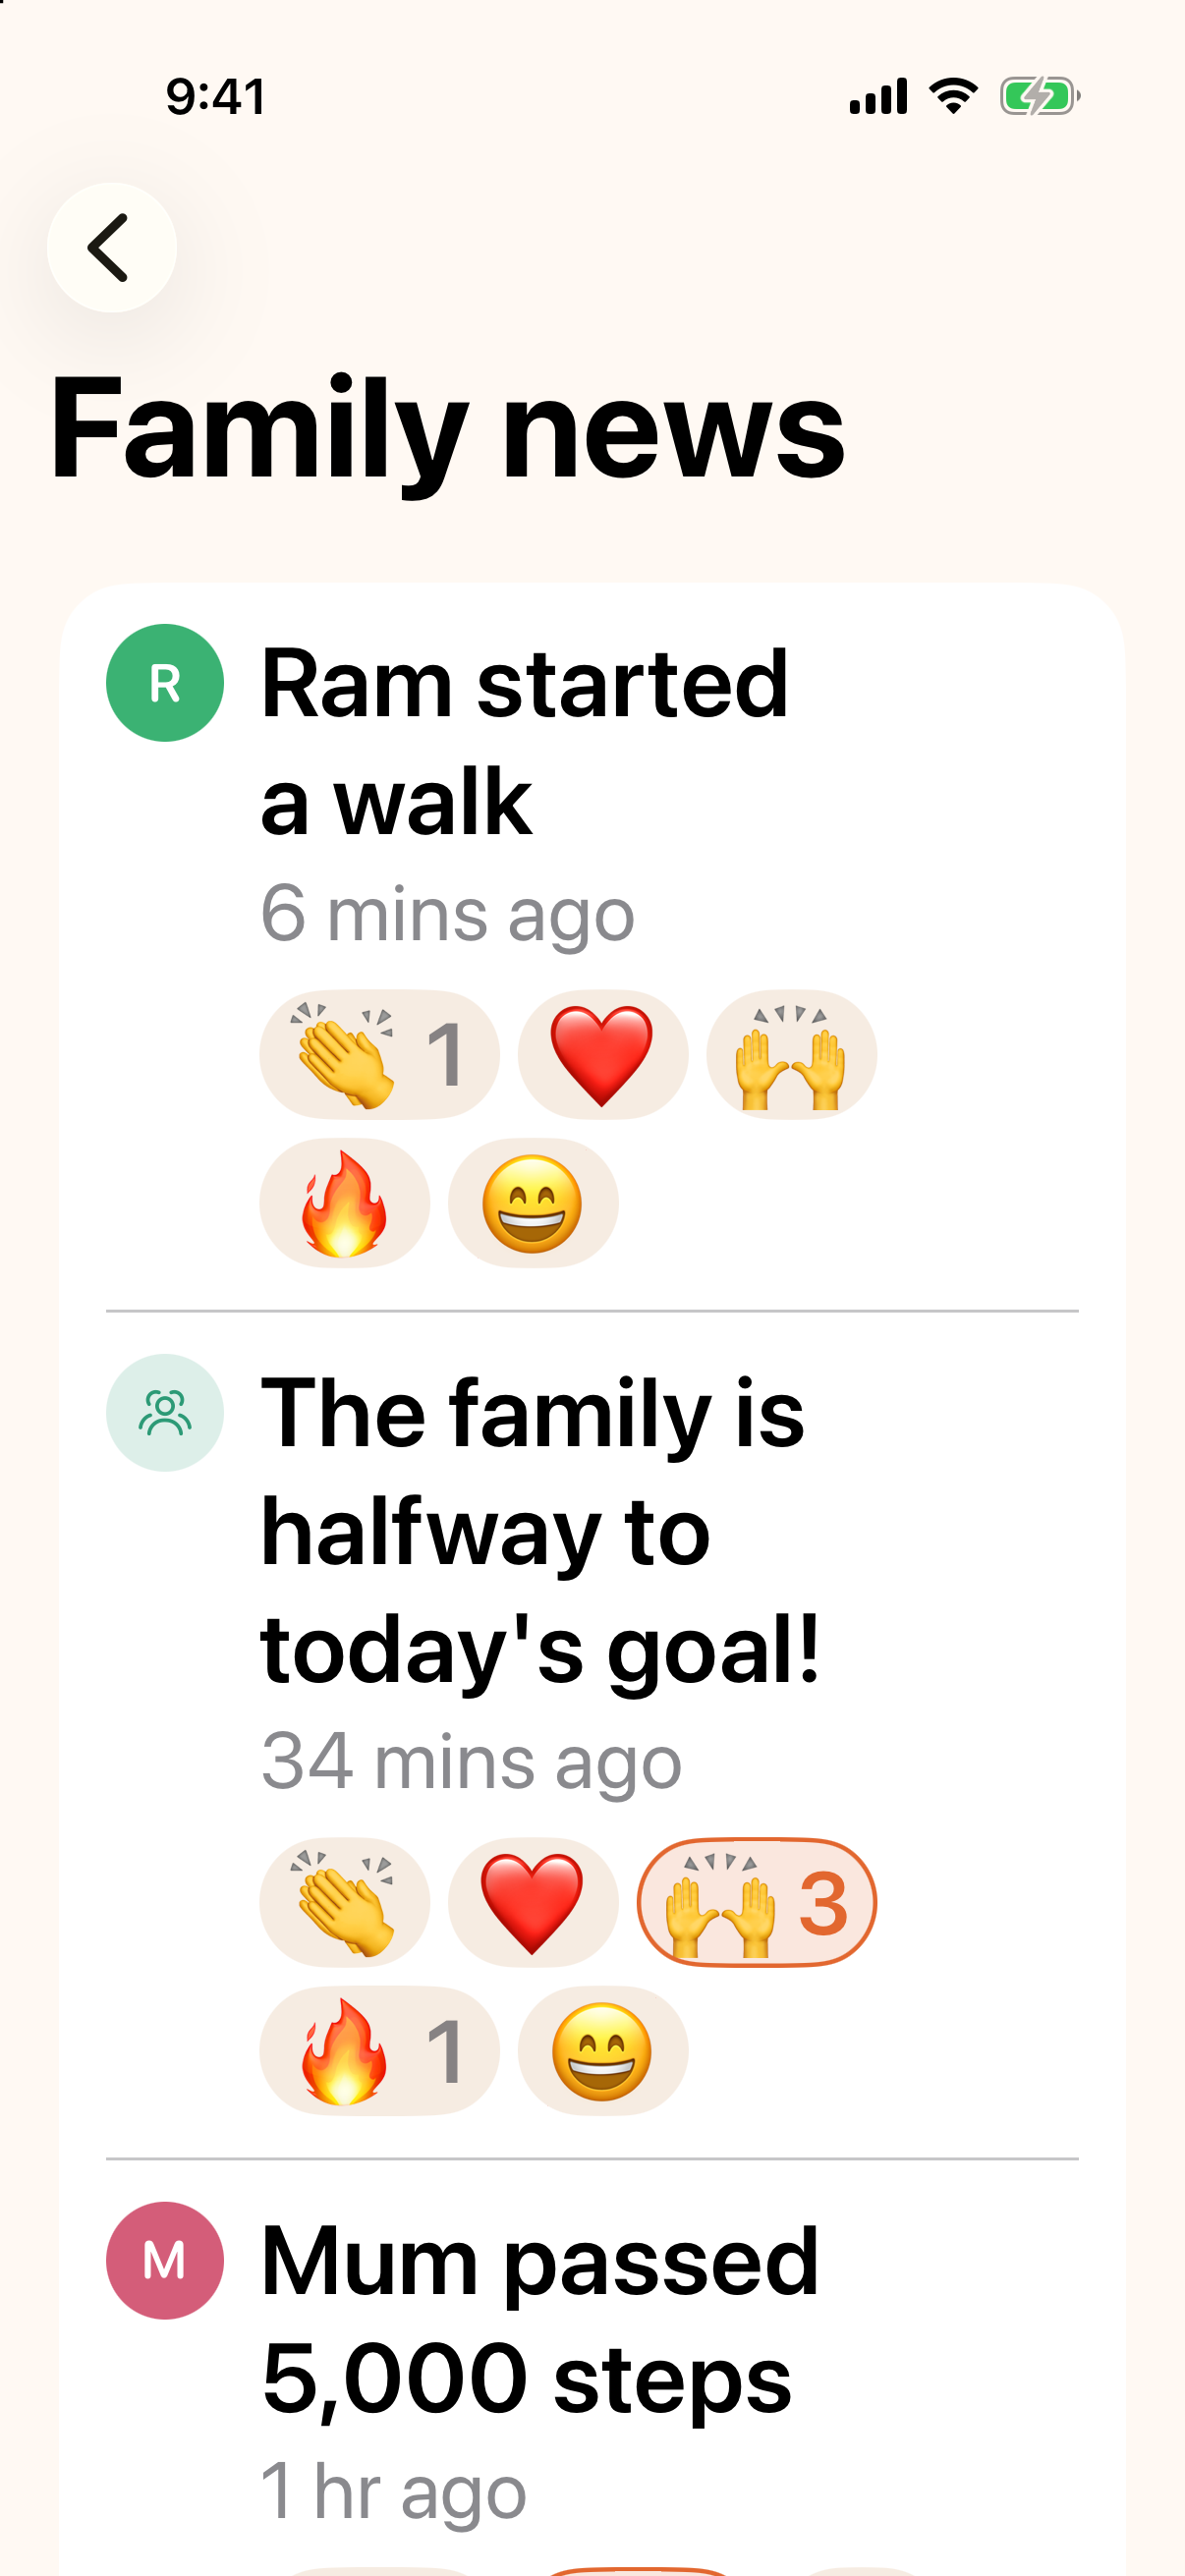 9:41
Family news
R
Ram started
a walk
6 mins ago
👏 1 ❤️ 🙌
🔥 😄
The family is
halfway to
today's goal!
34 mins ago
👏 ❤️ 🙌 3
🔥 1 😄
M
Mum passed
5,000 steps
1 hr ago